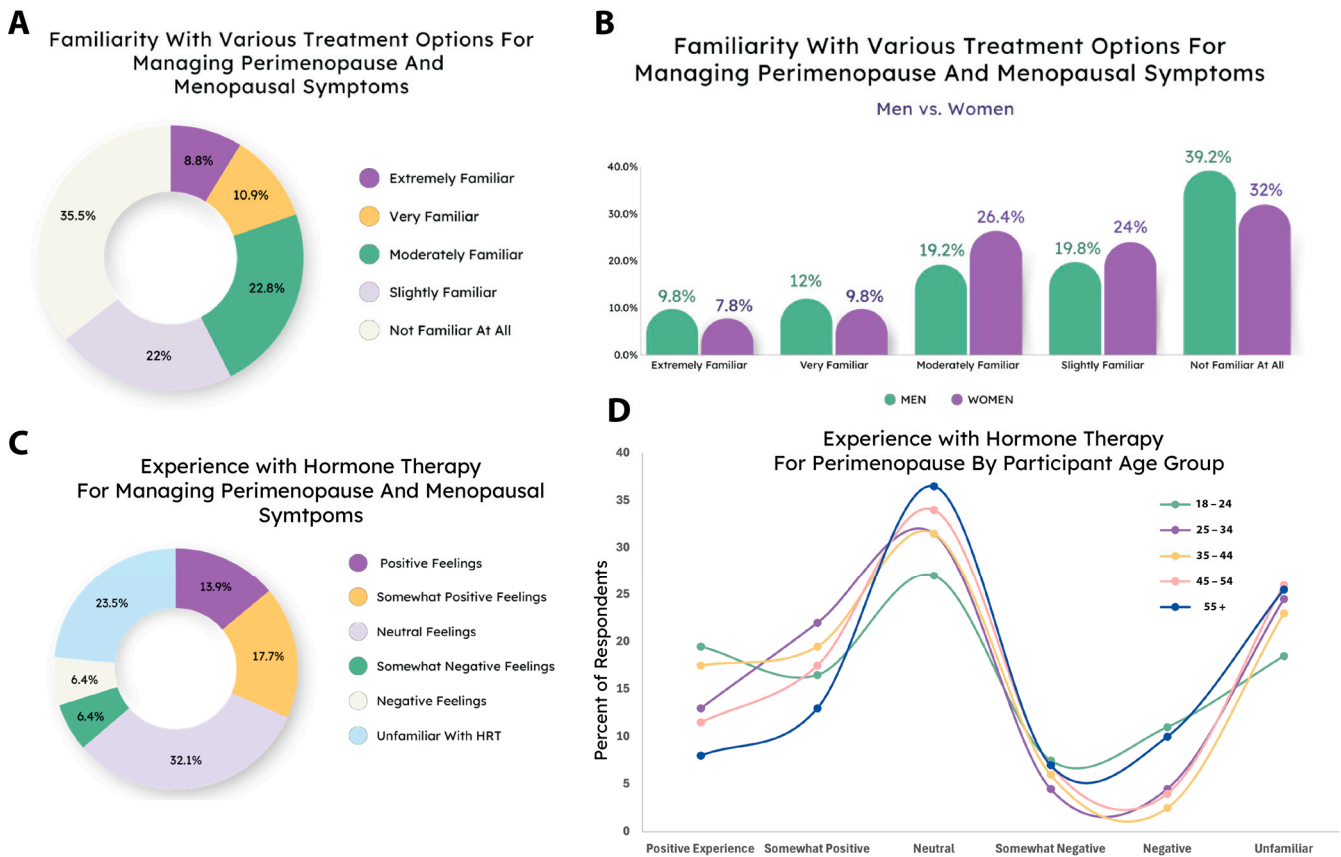 A
Familiarity With Various Treatment Options For
Managing Perimenopause And
Menopausal Symptoms
8.8%
10.9%
22.8%
22%
35.5%
Extremely Familiar
Very Familiar
Moderately Familiar
Slightly Familiar
Not Familiar At All
B
Familiarity With Various Treatment Options For
Managing Perimenopause And Menopausal Symptoms
Men vs. Women
40.0%
30.0%
20.0%
10.0%
0.0%
9.8%
7.8%
12%
9.8%
19.2%
26.4%
19.8%
24%
39.2%
32%
Extremely Familiar
Very Familiar
Moderately Familiar
Slightly Familiar
Not Familiar At All
MEN
WOMEN
C
Experience with Hormone Therapy
For Managing Perimenopause And Menopausal
Symtpoms
13.9%
17.7%
32.1%
6.4%
6.4%
23.5%
Positive Feelings
Somewhat Positive Feelings
Neutral Feelings
Somewhat Negative Feelings
Negative Feelings
Unfamiliar With HRT
D
Experience with Hormone Therapy
For Perimenopause By Participant Age Group
Percent of Respondents
40
35
30
25
20
15
10
5
0
18 – 24
25 – 34
35 – 44
45 – 54
55 +
Positive Experience
Somewhat Positive
Neutral
Somewhat Negative
Negative
Unfamiliar